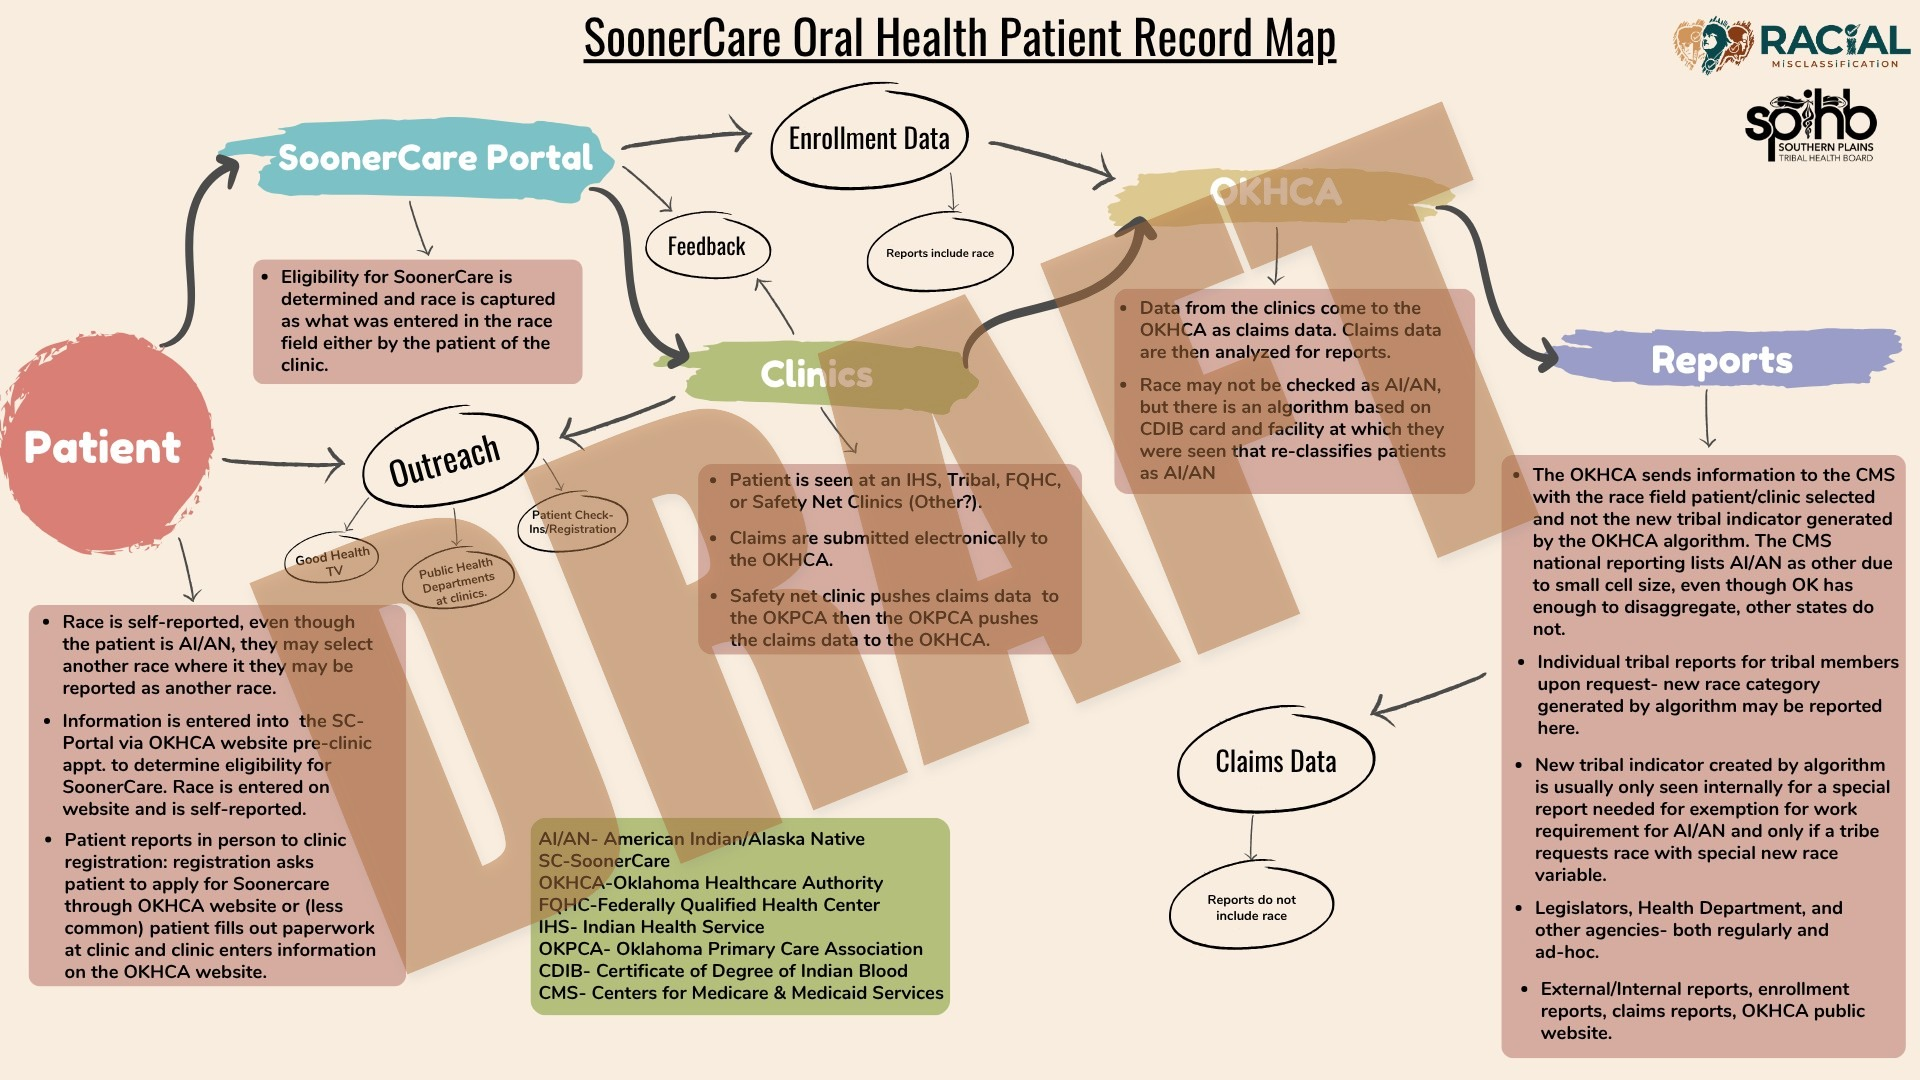 SoonerCare Oral Health Patient Record Map
RACiAL
MiSCLASSiFiCATiON
spthb
SOUTHERN PLAINS
TRIBAL HEALTH BOARD
SoonerCare Portal
Enrollment Data
OKHCA
Feedback
Reports include race
Eligibility for SoonerCare is
determined and race is captured
as what was entered in the race
field either by the patient of the
clinic.
Clinics
Reports
Patient
Outreach
Good Health
TV
Public Health
Departments
at clinics.
Patient Check-
Ins/Registration
• Data from the clinics come to the
OKHCA as claims data. Claims data
are then analyzed for reports.
• Race may not be checked as AI/AN,
but there is an algorithm based on
CDIB card and facility at which they
were seen that re-classifies patients
as AI/AN
• Patient is seen at an IHS, Tribal, FQHC,
or Safety Net Clinics (Other?).
• Claims are submitted electronically to
the OKHCA.
• Safety net clinic pushes claims data to
the OKPCA then the OKPCA pushes
the claims data to the OKHCA.
• Race is self-reported, even though
the patient is AI/AN, they may select
another race where it they may be
reported as another race.
• Information is entered into the SC-
Portal via OKHCA website pre-clinic
appt. to determine eligibility for
SoonerCare. Race is entered on
website and is self-reported.
• Patient reports in person to clinic
registration: registration asks
patient to apply for Soonercare
through OKHCA website or (less
common) patient fills out paperwork
at clinic and clinic enters information
on the OKHCA website.
• The OKHCA sends information to the CMS
with the race field patient/clinic selected
and not the new tribal indicator generated
by the OKHCA algorithm. The CMS
national reporting lists AI/AN as other due
to small cell size, even though OK has
enough to disaggregate, other states do
not.
• Individual tribal reports for tribal members
upon request- new race category
generated by algorithm may be reported
here.
• New tribal indicator created by algorithm
is usually only seen internally for a special
report needed for exemption for work
requirement for AI/AN and only if a tribe
requests race with special new race
variable.
• Legislators, Health Department, and
other agencies- both regularly and
ad-hoc.
• External/Internal reports, enrollment
reports, claims reports, OKHCA public
website.
Claims Data
Reports do not
include race
AI/AN- American Indian/Alaska Native
SC-SoonerCare
OKHCA-Oklahoma Healthcare Authority
FQHC-Federally Qualified Health Center
IHS- Indian Health Service
OKPCA- Oklahoma Primary Care Association
CDIB- Certificate of Degree of Indian Blood
CMS- Centers for Medicare & Medicaid Services
DRAFT